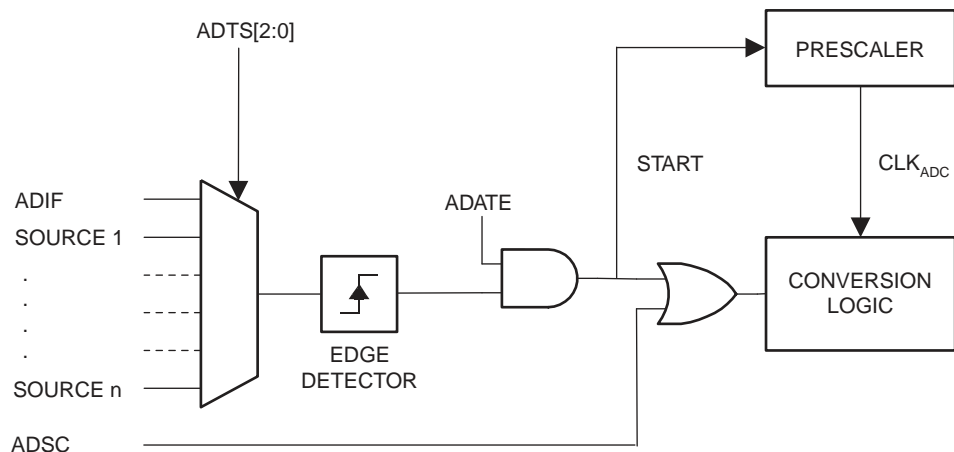 ADTS[2:0]
PRESCALER
START
CLKADC
ADIF
ADATE
SOURCE 1
.
.
.
.
CONVERSION
LOGIC
EDGE
DETECTOR
SOURCE n
ADSC